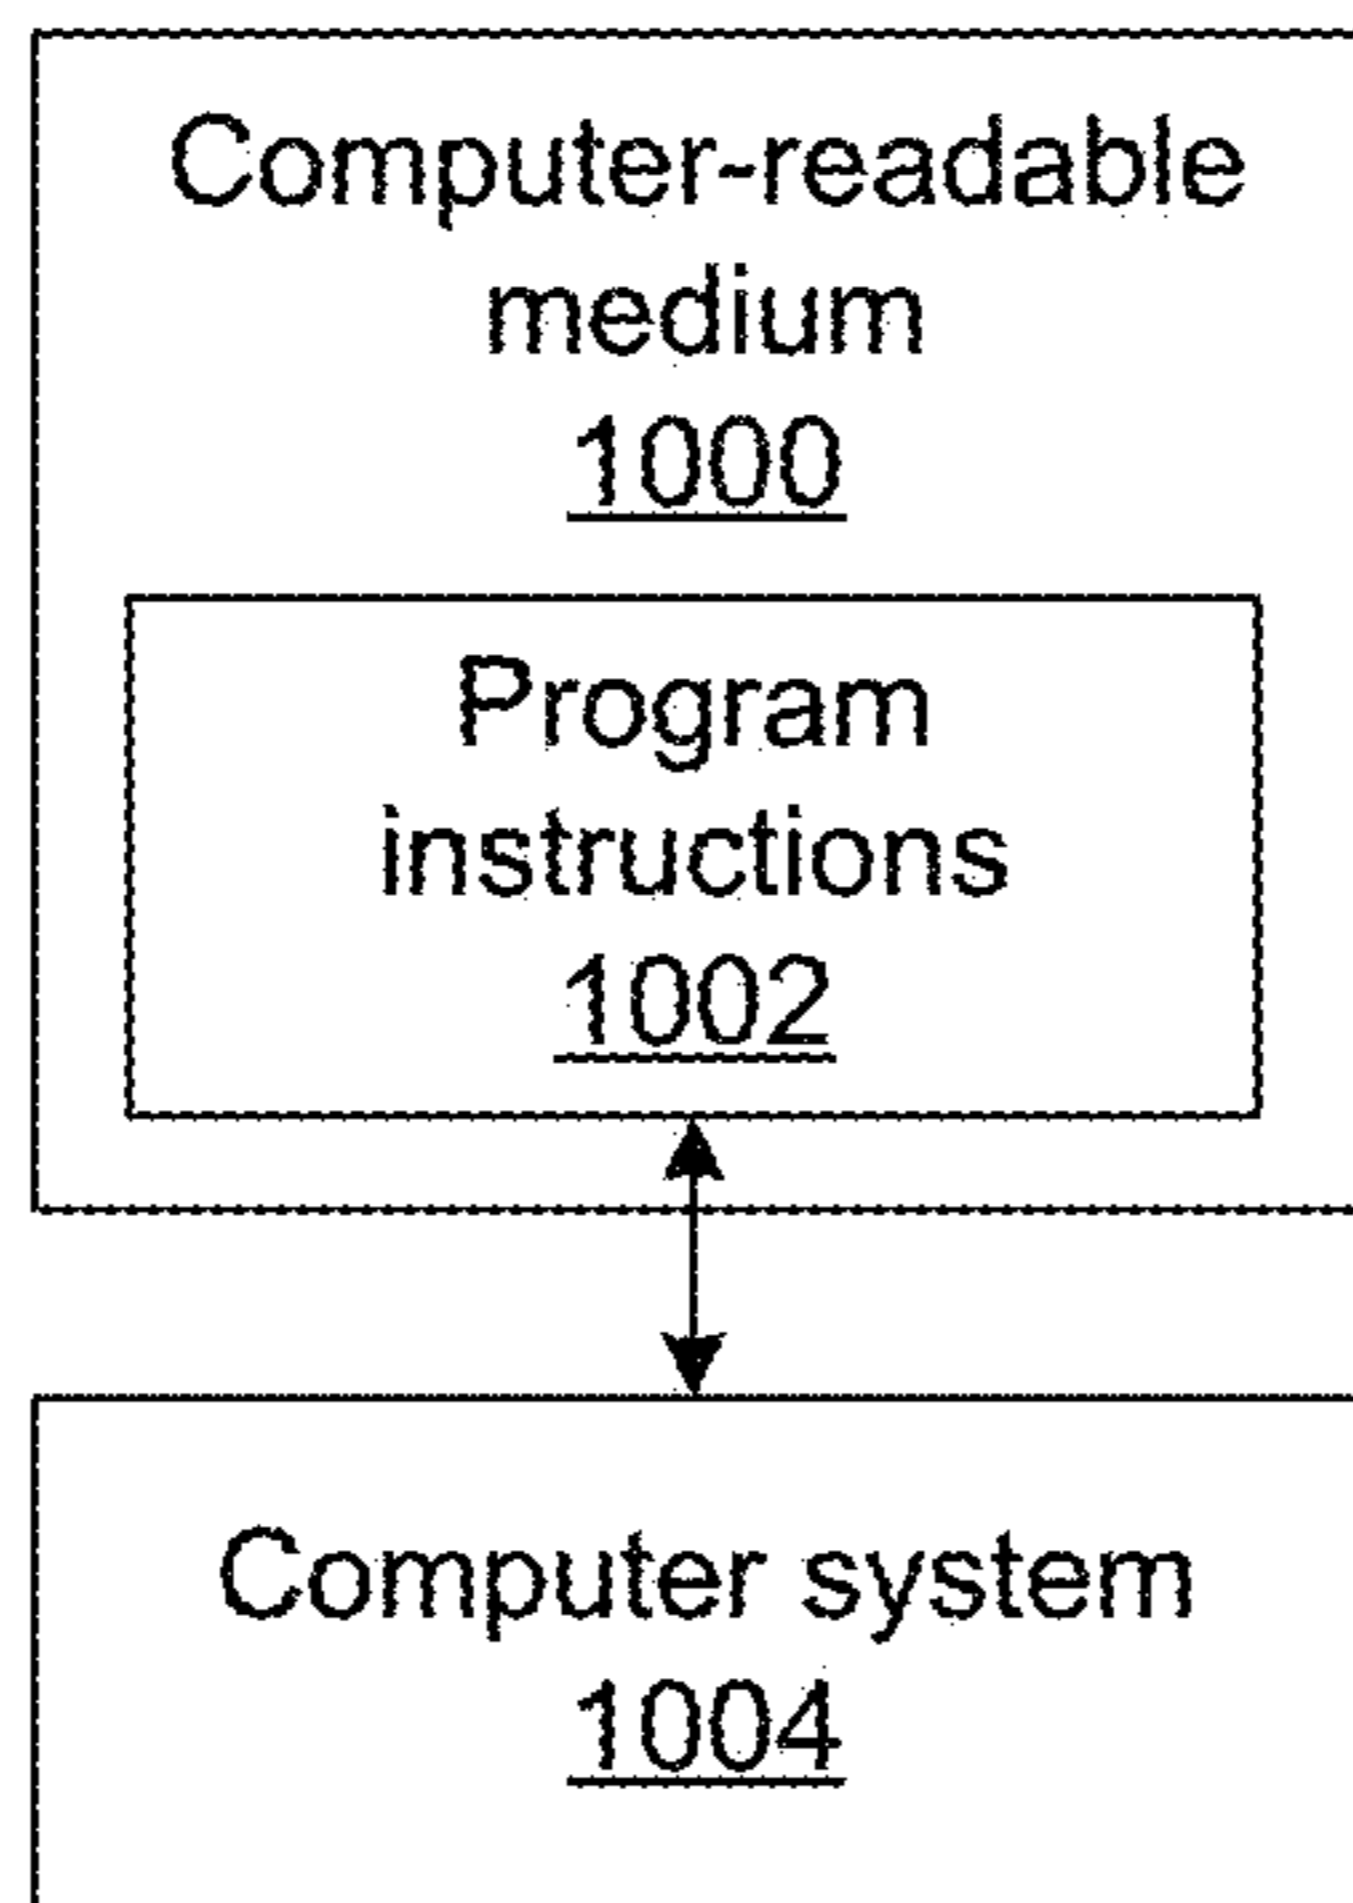 Computer-readable
medium
1000
Program
instructions
1002
Computer system
1004